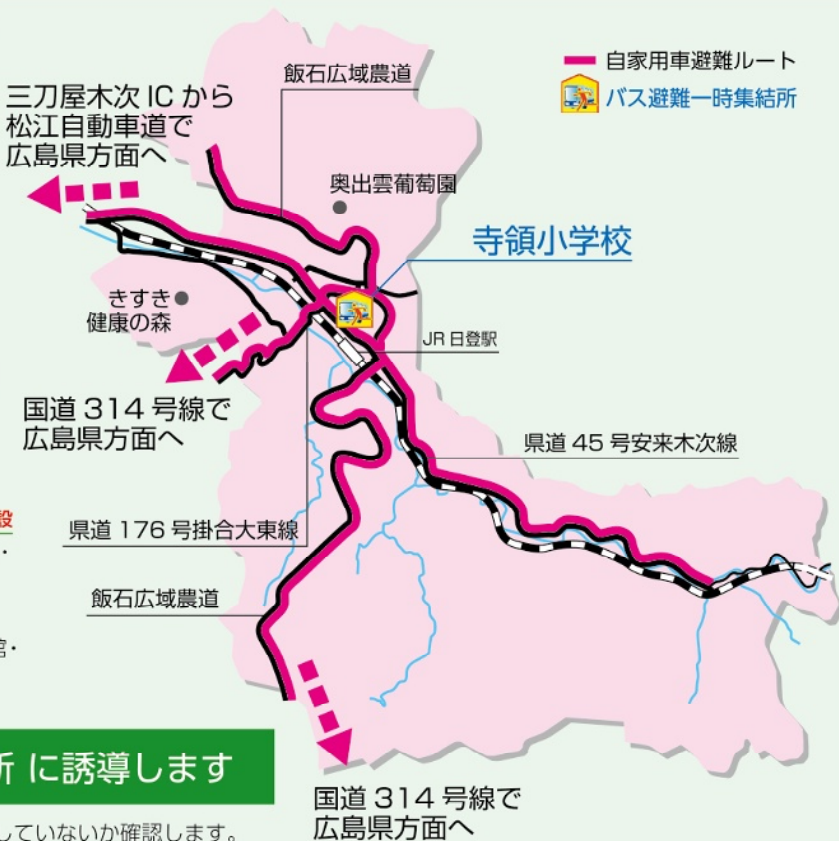 自家用車避難ルート
バス避難一時集結所
飯石広域農道
三刀屋木次 IC から
松江自動車道で
広島県方面へ
奥出雲葡萄園
寺領小学校
きすき
健康の森
JR 日登駅
国道 314 号線で
広島県方面へ
県道 45 号安来木次線
設
県道 176 号掛合大東線
・
飯石広域農道
館・
所 に誘導します
国道 314 号線で
広島県方面へ
していないか確認します。